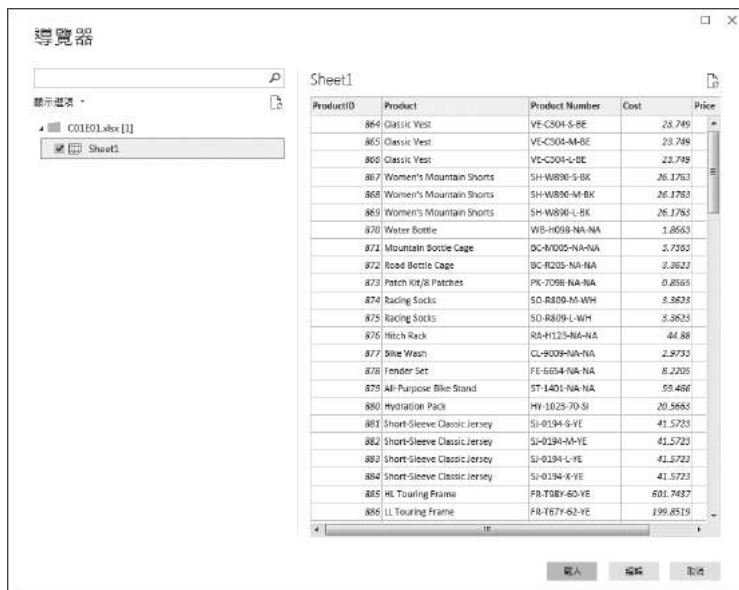 導覽器
顯示選項
C01E01.xlsx [1]
Sheet1
Sheet1
ProductID Product Product Number Cost Price
864 Classic Vest VE-C304-S-BE 23.749
865 Classic Vest VE-C304-M-BE 23.749
866 Classic Vest VE-C304-L-BE 23.749
867 Women's Mountain Shorts SH-W890-S-BK 26.1763
868 Women's Mountain Shorts SH-W890-M-BK 26.1763
869 Women's Mountain Shorts SH-W890-L-BK 26.1763
870 Water Bottle WB-H098-NA-NA 1.8663
871 Mountain Bottle Cage BC-M005-NA-NA 3.7363
872 Road Bottle Cage BC-R205-NA-NA 3.3623
873 Patch Kit/8 Patches PK-7098-NA-NA 0.8565
874 Racing Socks SO-R809-M-WH 3.3623
875 Racing Socks SO-R809-L-WH 3.3623
876 Hitch Rack RA-H123-NA-NA 44.88
877 Bike Wash CL-9009-NA-NA 2.9733
878 Fender Set FE-6654-NA-NA 8.2205
879 All-Purpose Bike Stand ST-1401-NA-NA 59.466
880 Hydration Pack HY-1023-70-SI 20.5663
881 Short-Sleeve Classic Jersey SJ-0194-S-YE 41.5723
882 Short-Sleeve Classic Jersey SJ-0194-M-YE 41.5723
883 Short-Sleeve Classic Jersey SJ-0194-L-YE 41.5723
884 Short-Sleeve Classic Jersey SJ-0194-X-YE 41.5723
885 HL Touring Frame FR-T98Y-60-YE 601.7437
886 LL Touring Frame FR-T67Y-62-YE 199.8519
載入 編輯 取消